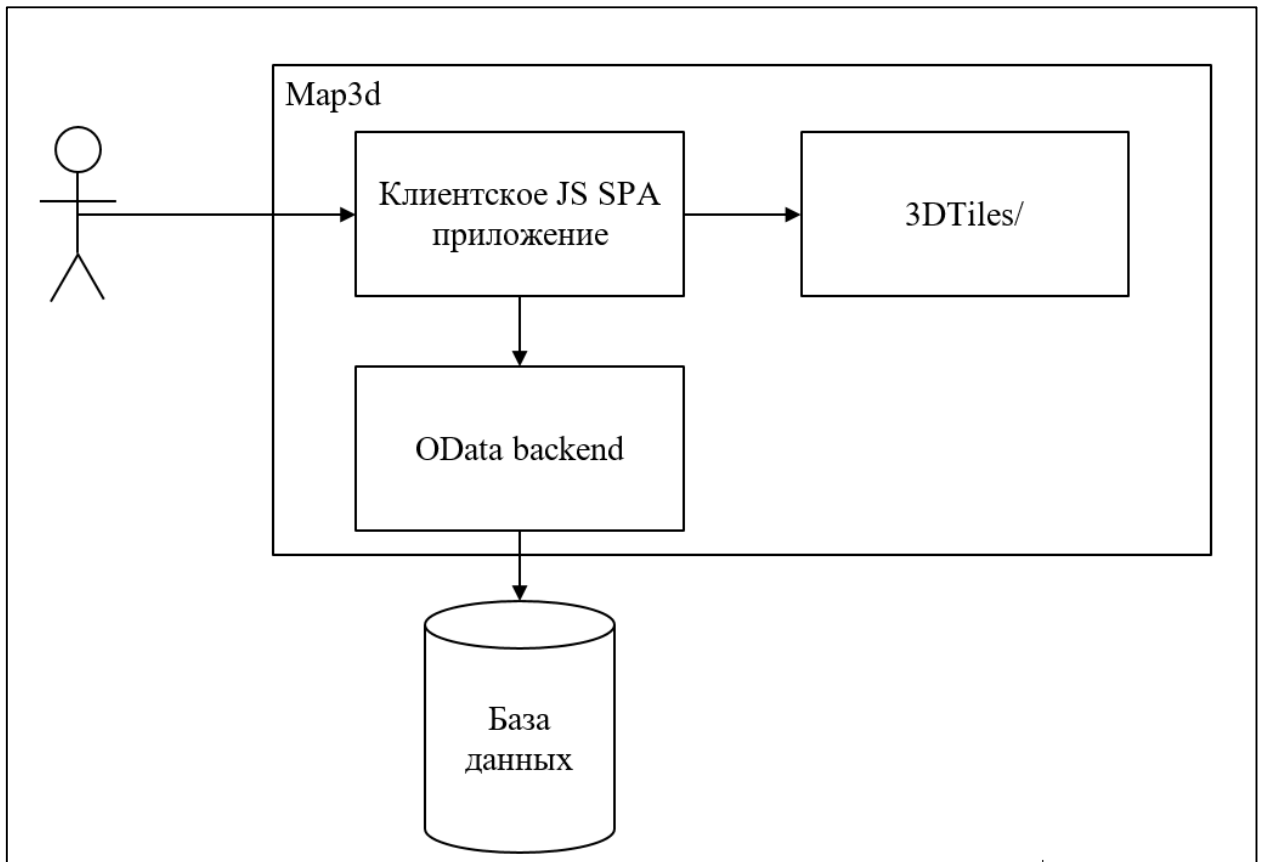 Map3d
Клиентское JS SPA
приложение
3DTiles/
OData backend
База
данных